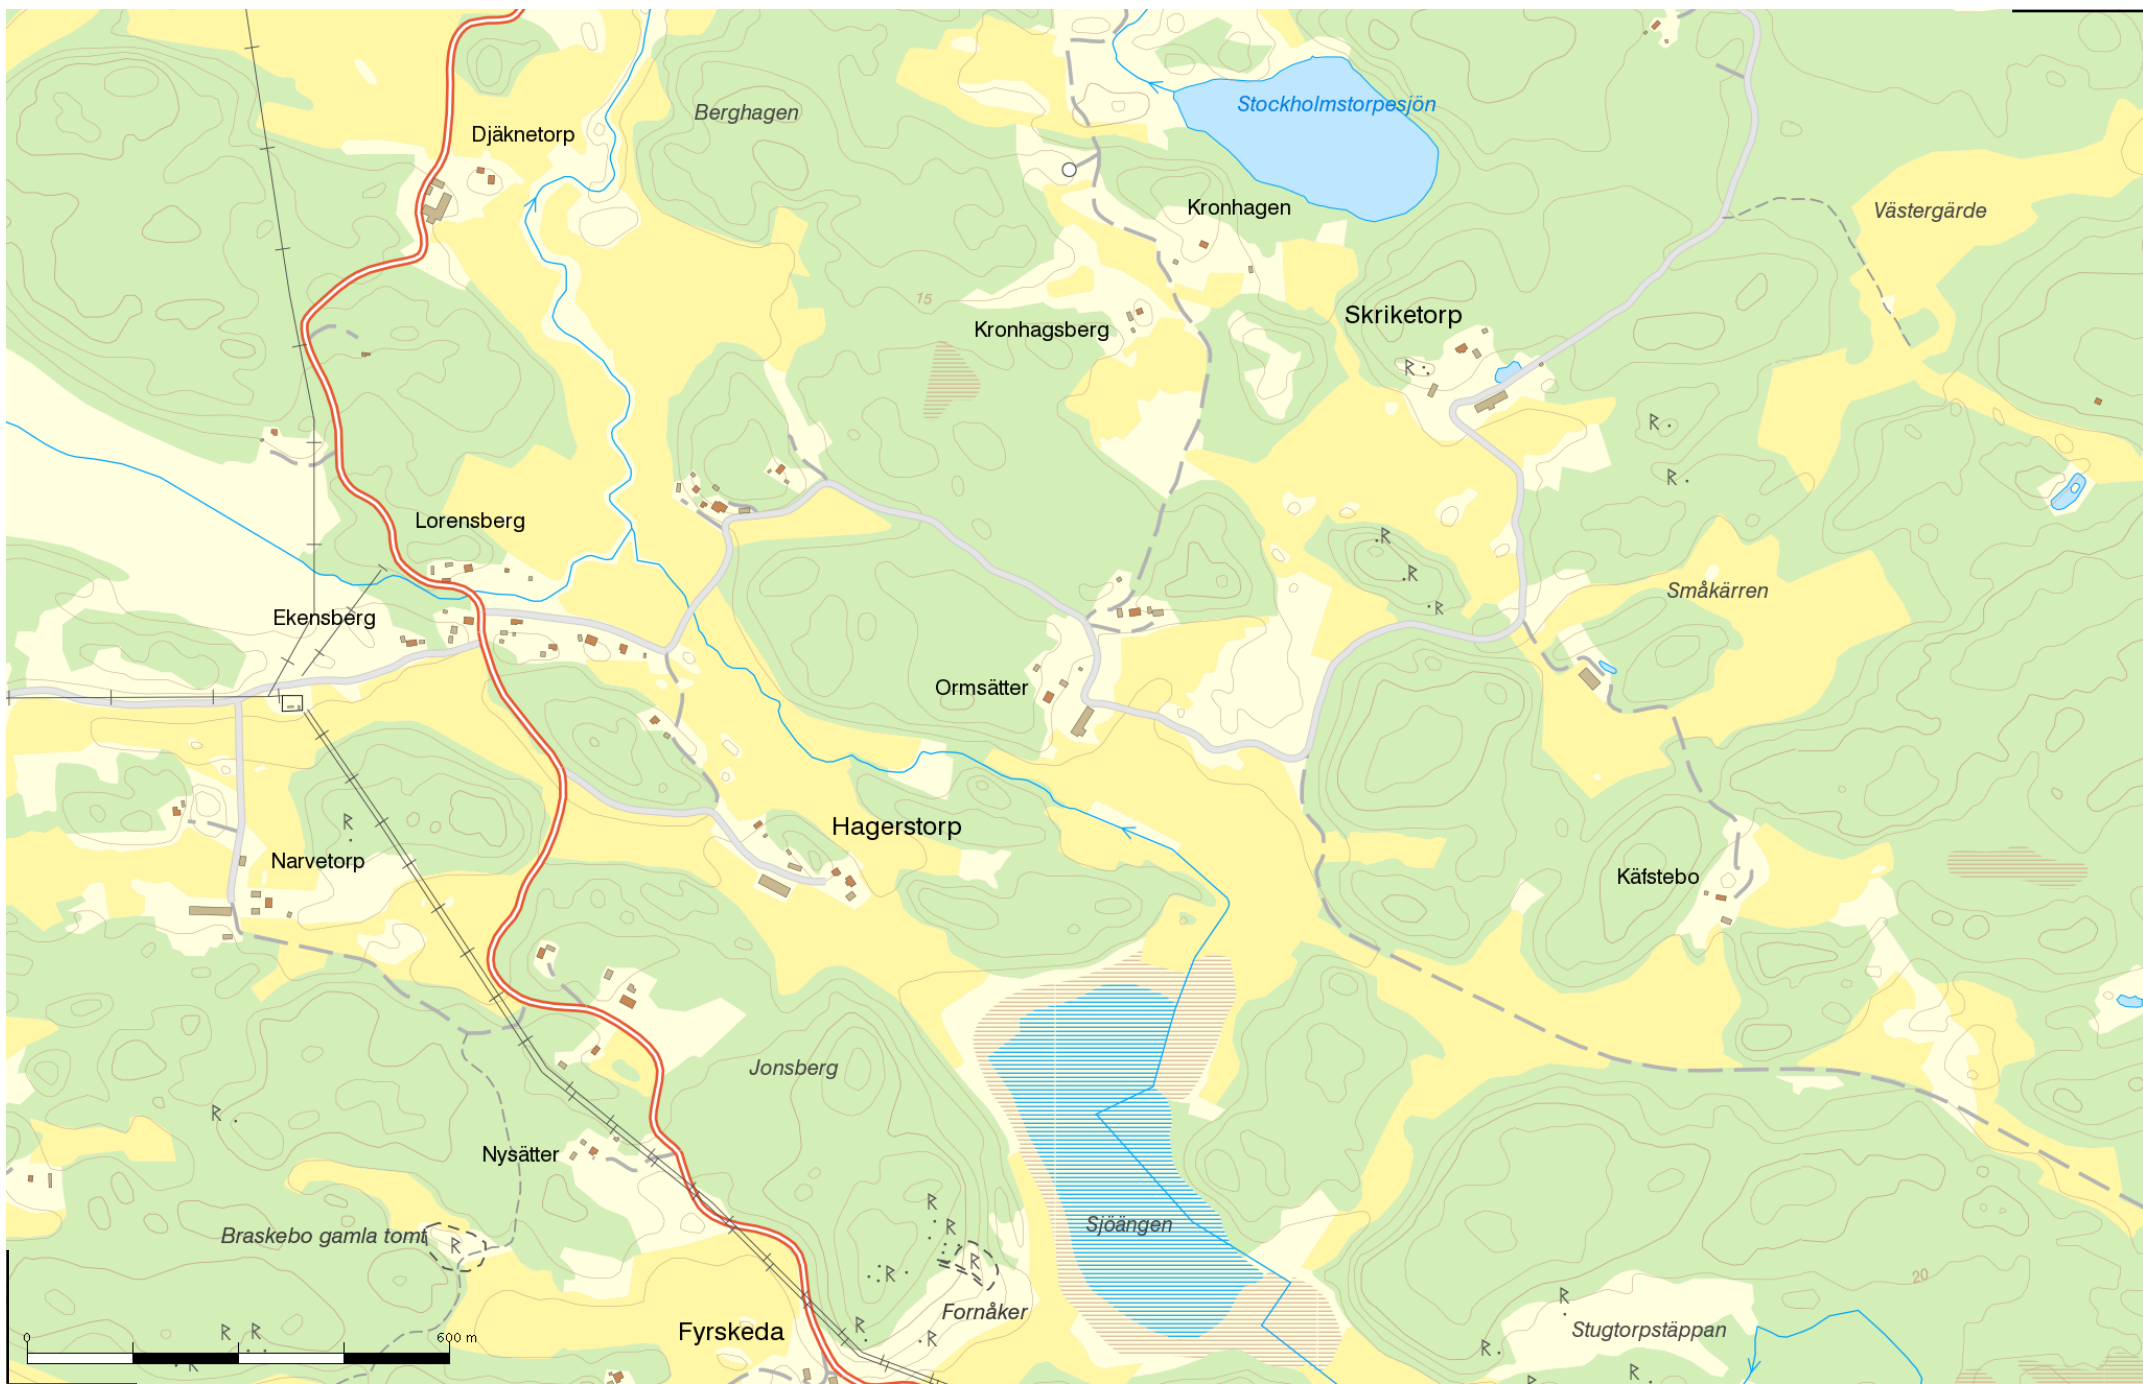 Stockholmstorpesjön
Berghagen
Djäknetorp
Kronhagen
Västergärde
15
Skriketorp
Kronhagsberg
R
R
R
Lorensberg
R
R
Småkärren
R
Ekensberg
Ormsätter
R
Hagerstorp
Narvetorp
Käfstebo
Jonsberg
R
Nysätter
R
Sjöängen
R
Braskebo gamla tomt
R
R
R
20
R
Fornåker
R
Fyrskeda
R
R
Stugtorpstäppan
0
600 m
R
R
R
R
R
R